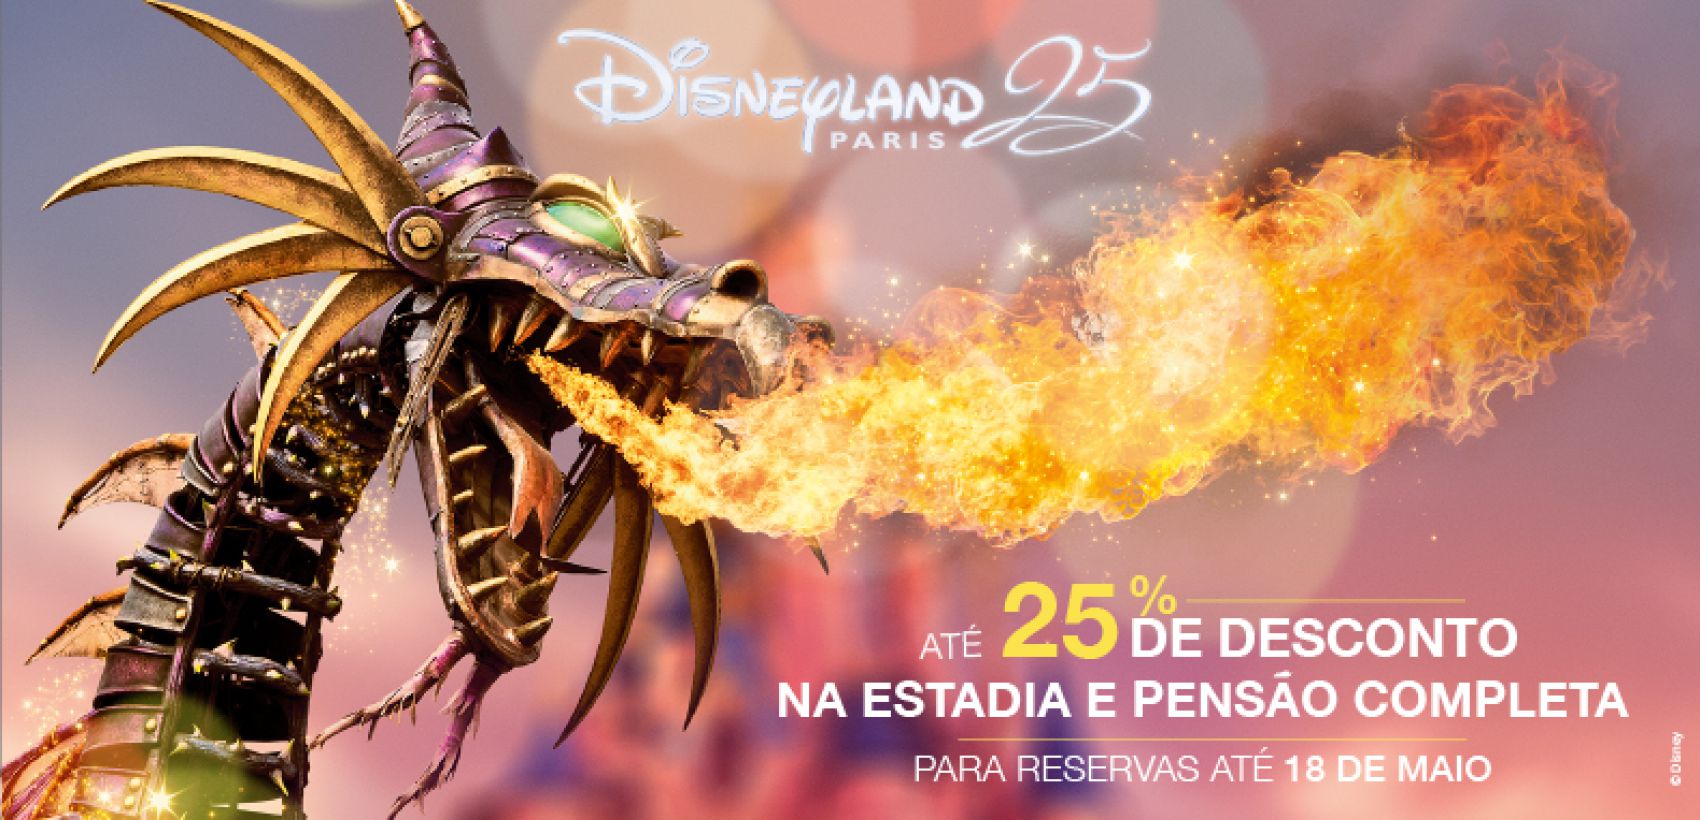 DISNEYLAND 25
PARIS
ATÉ 25% DE DESCONTO
NA ESTADIA E PENSÃO COMPLETA
PARA RESERVAS ATÉ 18 DE MAIO
©Disney